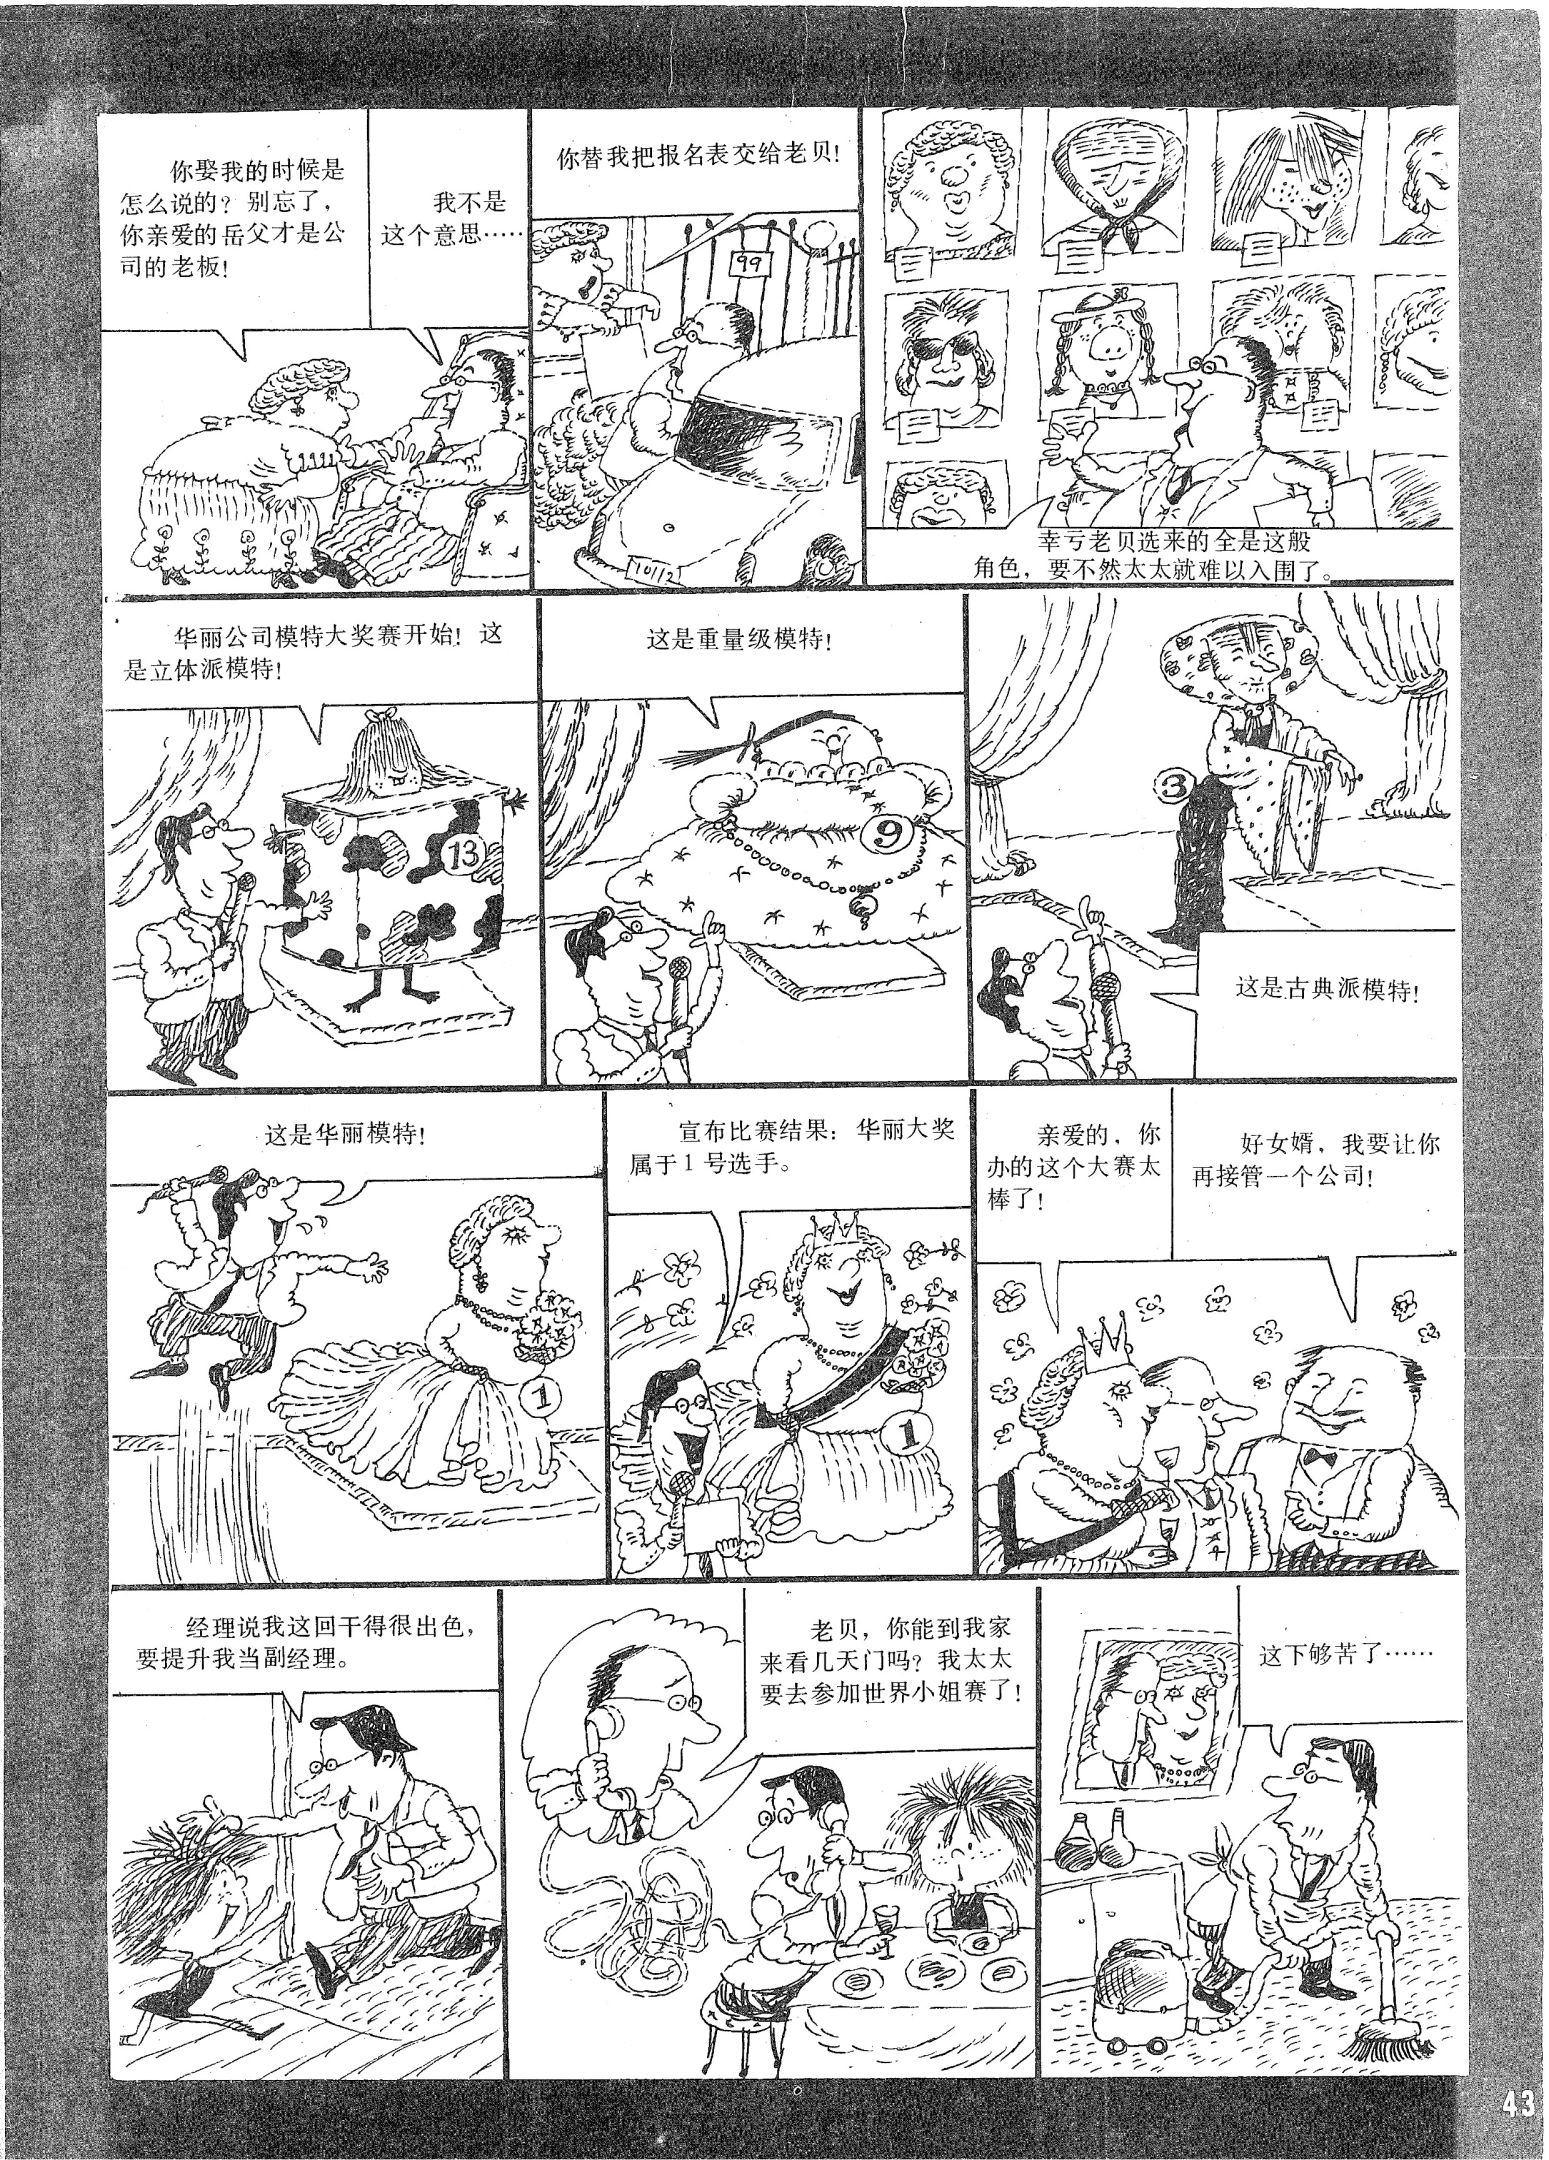 你娶我的时候是
怎么说的？别忘了，
你亲爱的岳父才是公
司的老板！
我不是
这个意思……
你替我把报名表交给老贝！
99
10112
幸亏老贝选来的全是这般
角色，要不然太太就难以入围了。
华丽公司模特大奖赛开始！这
是立体派模特！
13
这是重量级模特！
9
3
这是古典派模特！
这是华丽模特！
1
宣布比赛结果：华丽大奖
属于1号选手。
1
亲爱的，你
办的这个大赛太
棒了！
好女婿，我要让你
再接管一个公司！
经理说我这回干得很出色，
要提升我当副经理。
老贝，你能到我家
来看几天门吗？我太太
要去参加世界小姐赛了！
这下够苦了……
43